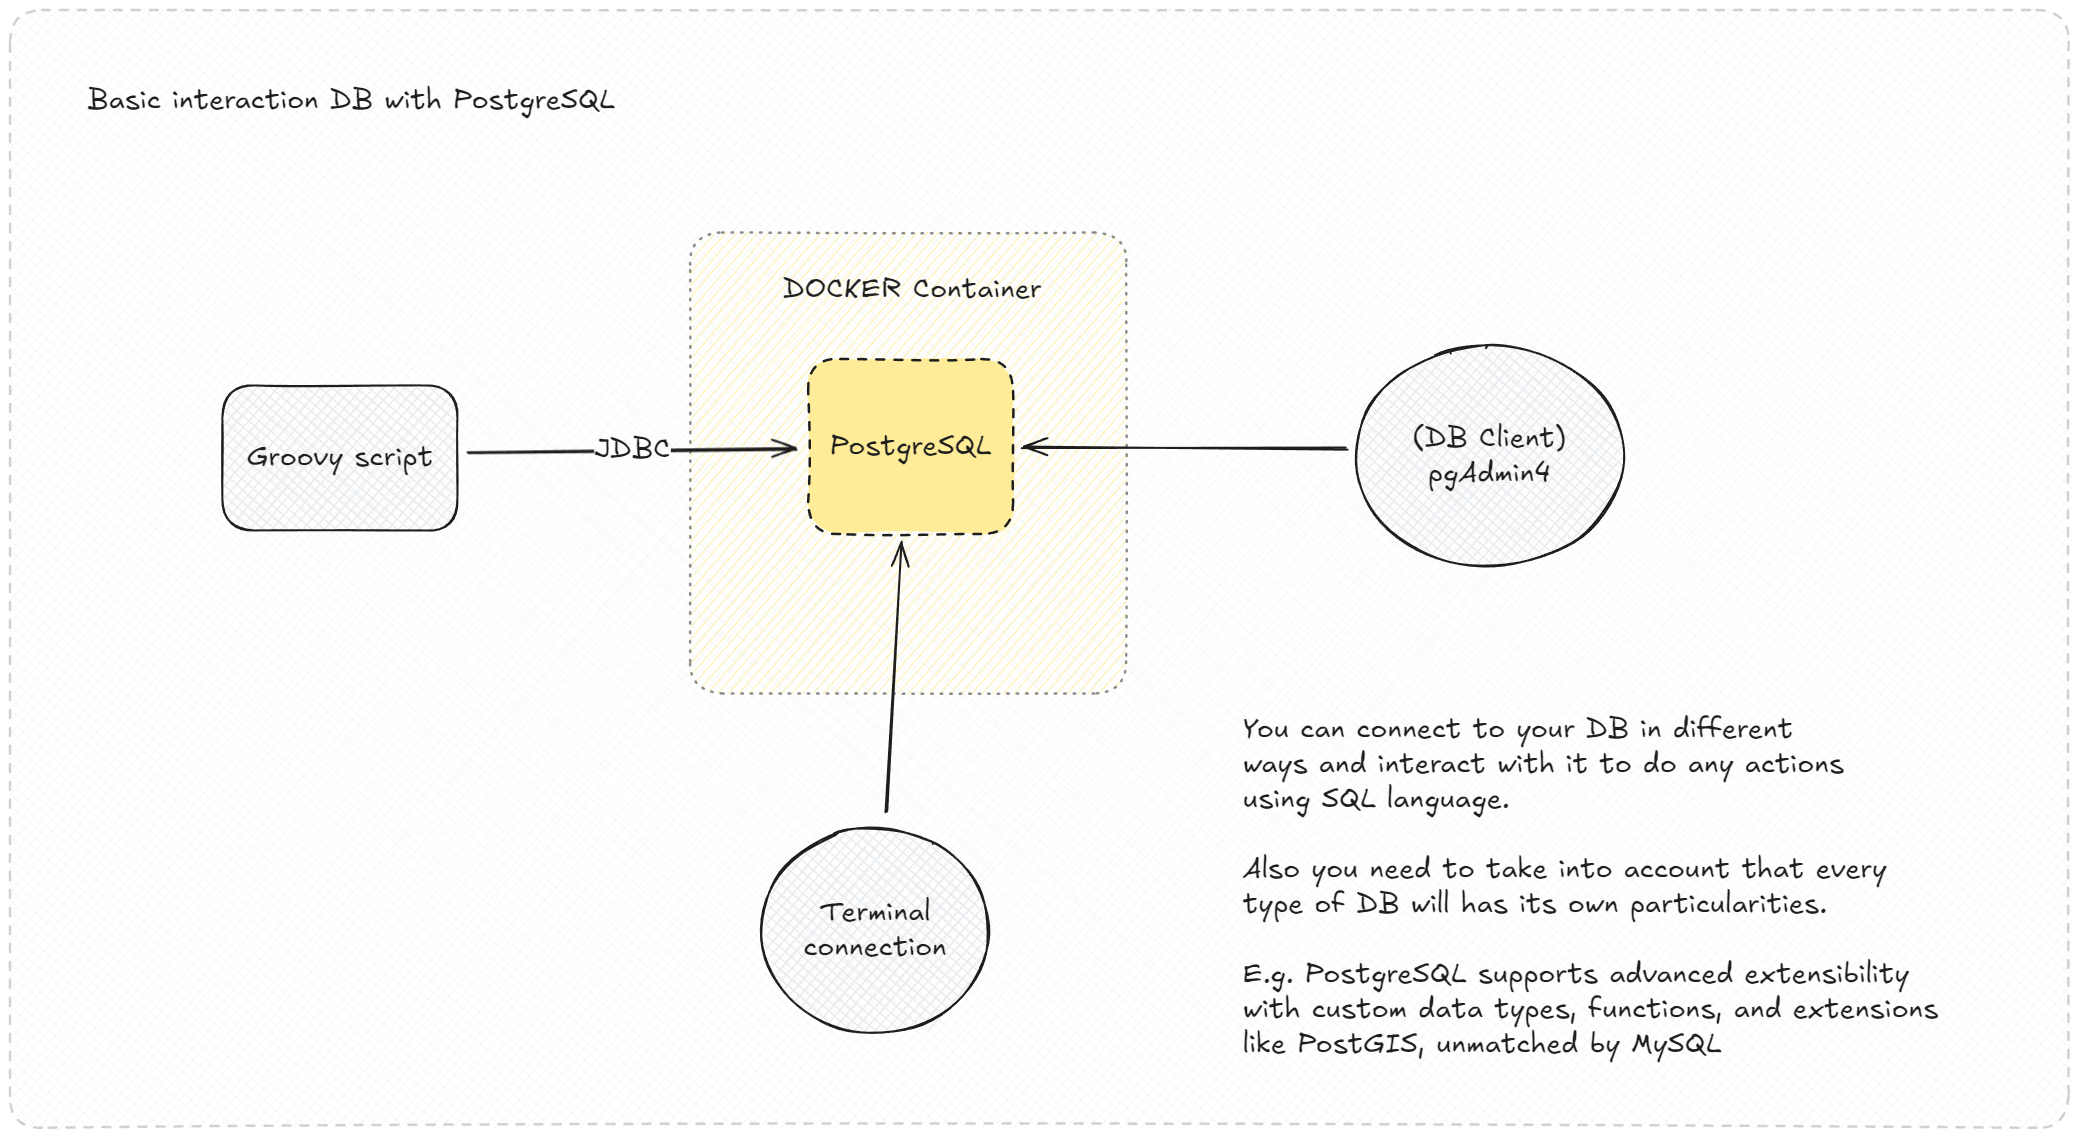 Basic interaction DB with PostgreSQL
DOCKER Container
Groovy script
JDBC
PostgreSQL
(DB Client)
pgAdmin4
Terminal
connection
You can connect to your DB in different
ways and interact with it to do any actions
using SQL language.
Also you need to take into account that every
type of DB will has its own particularities.
E.g. PostgreSQL supports advanced extensibility
with custom data types, functions, and extensions
like PostGIS, unmatched by MySQL